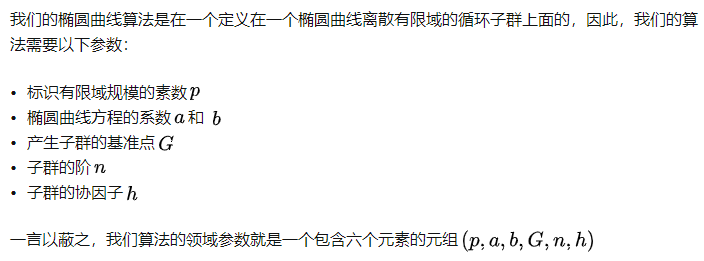 我们的椭圆曲线算法是在一个定义在一个椭圆曲线离散有限域的循环子群上面的，因此，我们的算
法需要以下参数：
• 标识有限域规模的素数 p
• 椭圆曲线方程的系数 a 和 b
• 产生子群的基准点 G
• 子群的阶 n
• 子群的协因子 h
一言以蔽之，我们算法的领域参数就是一个包含六个元素的元组 (p, a, b, G, n, h)